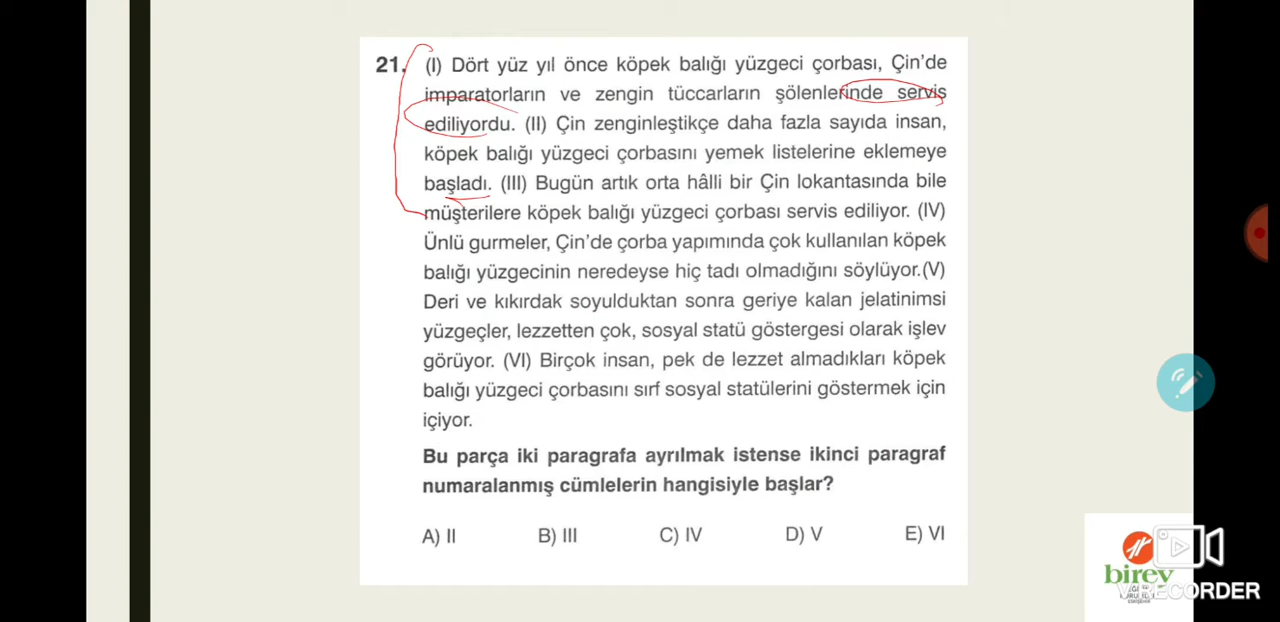 21. (I) Dört yüz yıl önce köpek balığı yüzgeci çorbası, Çin’de
imparatorların ve zengin tüccarların şölenlerinde servis
ediliyordu. (II) Çin zenginleştikçe daha fazla sayıda insan,
köpek balığı yüzgeci çorbasını yemek listelerine eklemeye
başladı. (III) Bugün artık orta hâlli bir Çin lokantasında bile
müşterilere köpek balığı yüzgeci çorbası servis ediliyor. (IV)
Ünlü gurmeler, Çin’de çorba yapımında çok kullanılan köpek
balığı yüzgecinin neredeyse hiç tadı olmadığını söylüyor.(V)
Deri ve kıkırdak soyulduktan sonra geriye kalan jelatinimsi
yüzgeçler, lezzetten çok, sosyal statü göstergesi olarak işlev
görüyor. (VI) Birçok insan, pek de lezzet almadıkları köpek
balığı yüzgeci çorbasını sırf sosyal statülerini göstermek için
içiyor.
Bu parça iki paragrafa ayrılmak istense ikinci paragraf
numaralanmış cümlelerin hangisiyle başlar?
A) II B) III C) IV D) V E) VI
birey
RECORDER